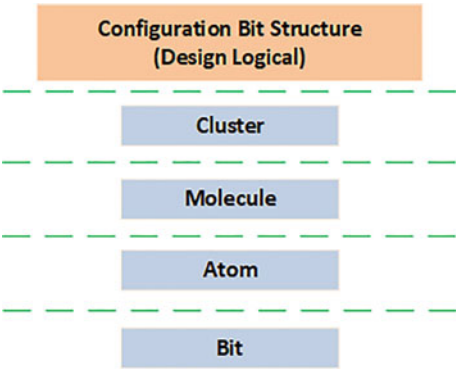 Configuration Bit Structure
(Design Logical)
Cluster
Molecule
Atom
Bit